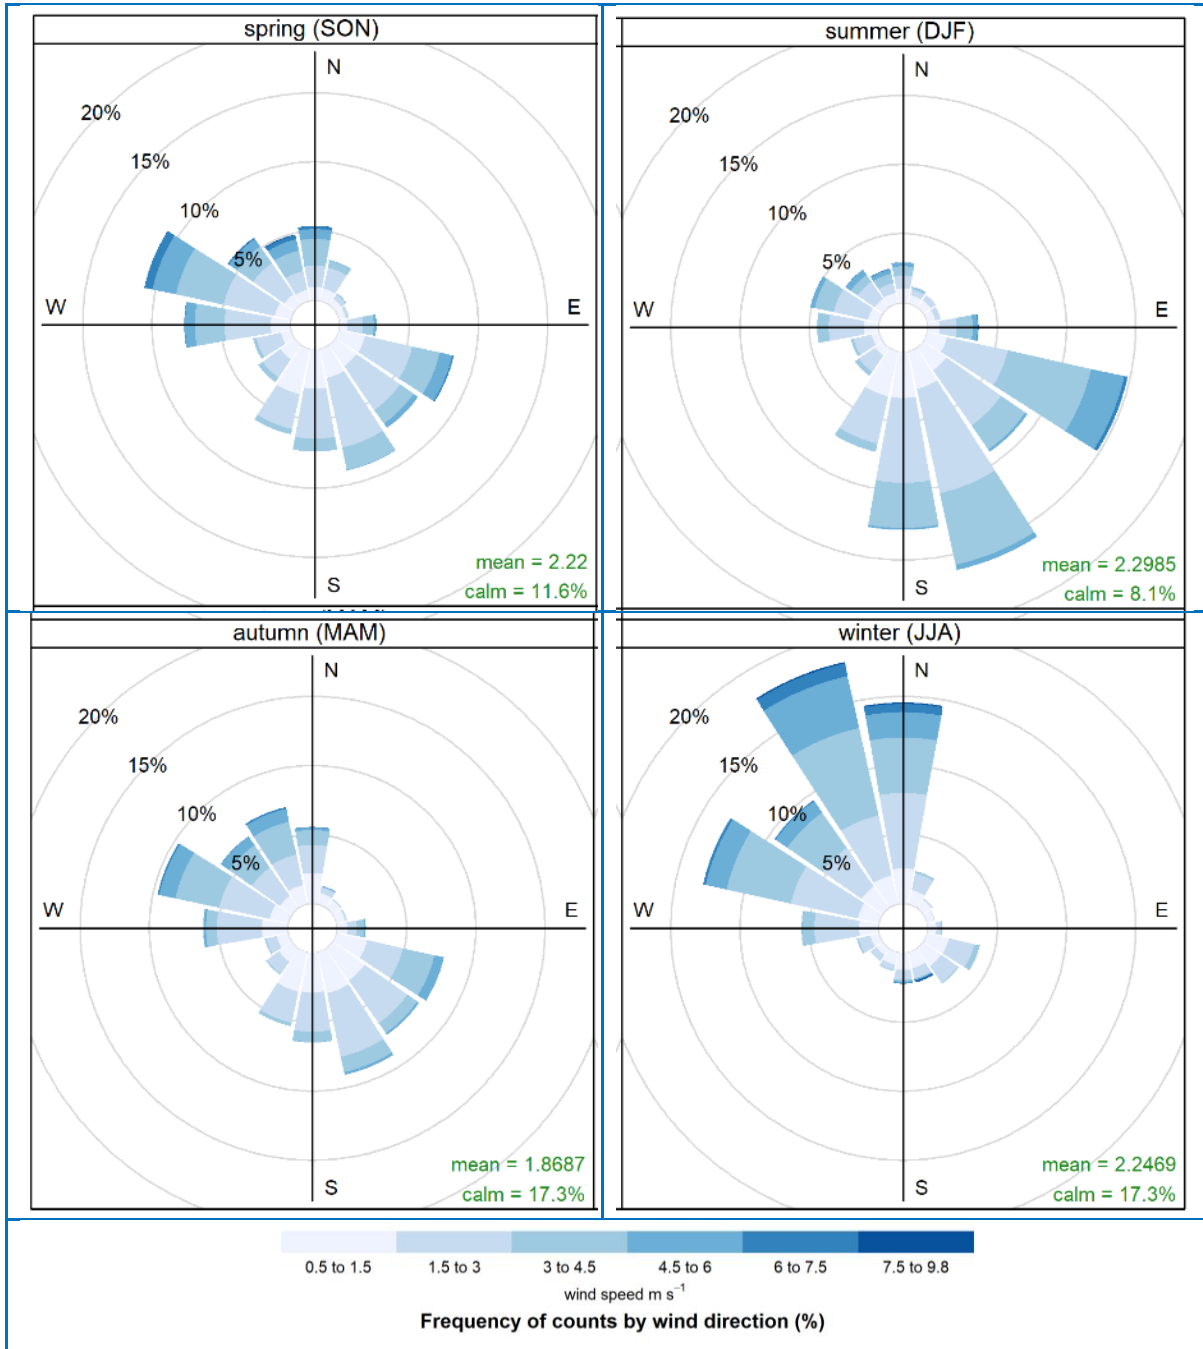 spring (SON)
N
20%
15%
10%
5%
W
E
S
mean = 2.22
calm = 11.6%
summer (DJF)
N
20%
15%
10%
5%
W
E
S
mean = 2.2985
calm = 8.1%
autumn (MAM)
N
20%
15%
10%
5%
W
E
S
mean = 1.8687
calm = 17.3%
winter (JJA)
N
20%
15%
10%
5%
W
E
S
mean = 2.2469
calm = 17.3%
0.5 to 1.5 1.5 to 3 3 to 4.5 4.5 to 6 6 to 7.5 7.5 to 9.8
wind speed m s⁻¹
Frequency of counts by wind direction (%)